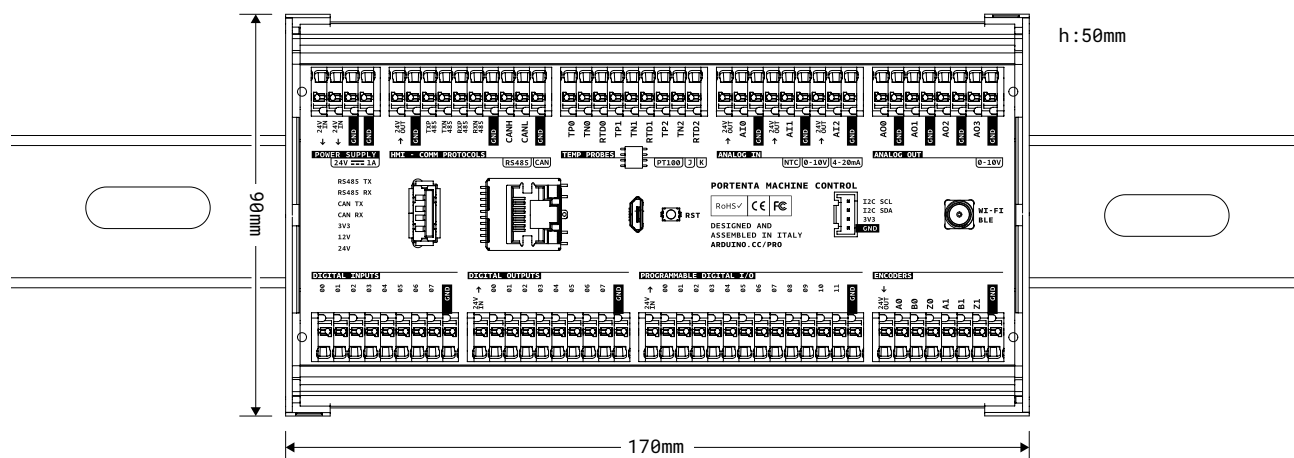 h:50mm
90mm
24V IN
24V IN
GND
GND
24V OUT
GND
TXP 485
TXN 485
RXP 485
RXN 485
GND
CANH
CANL
GND
TP0
TN0
RTD0
TP1
TN1
RTD1
TP2
TN2
RTD2
24V OUT
AI0
GND
24V OUT
AI1
GND
24V OUT
AI2
GND
AO0
GND
AO1
GND
AO2
GND
AO3
GND
POWER SUPPLY
24V ⎓ 1A
HMI - COMM PROTOCOLS
RS485 CAN
TEMP PROBES
PT100 J K
ANALOG IN
NTC 0-10V 4-20mA
ANALOG OUT
0-10V
RS485 TX
RS485 RX
CAN TX
CAN RX
3V3
12V
24V
RST
PORTENTA MACHINE CONTROL
RoHS✓ CE FC
DESIGNED AND
ASSEMBLED IN ITALY
ARDUINO.CC/PRO
I2C SCL
I2C SDA
3V3
GND
WI-FI
BLE
DIGITAL INPUTS
00 01 02 03 04 05 06 07 GND
DIGITAL OUTPUTS
24V IN 00 01 02 03 04 05 06 07 GND
PROGRAMMABLE DIGITAL I/O
24V IN 00 01 02 03 04 05 06 07 08 09 10 11 GND
ENCODERS
24V OUT A0 B0 Z0 A1 B1 Z1 GND
170mm